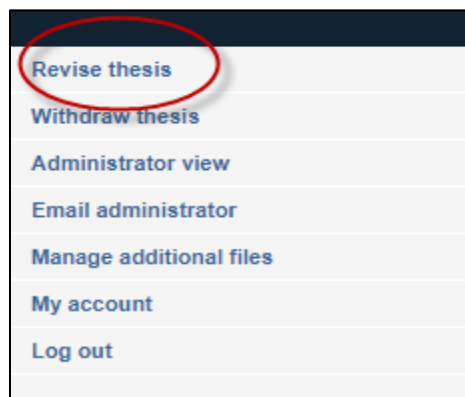 Revise thesis
Withdraw thesis
Administrator view
Email administrator
Manage additional files
My account
Log out